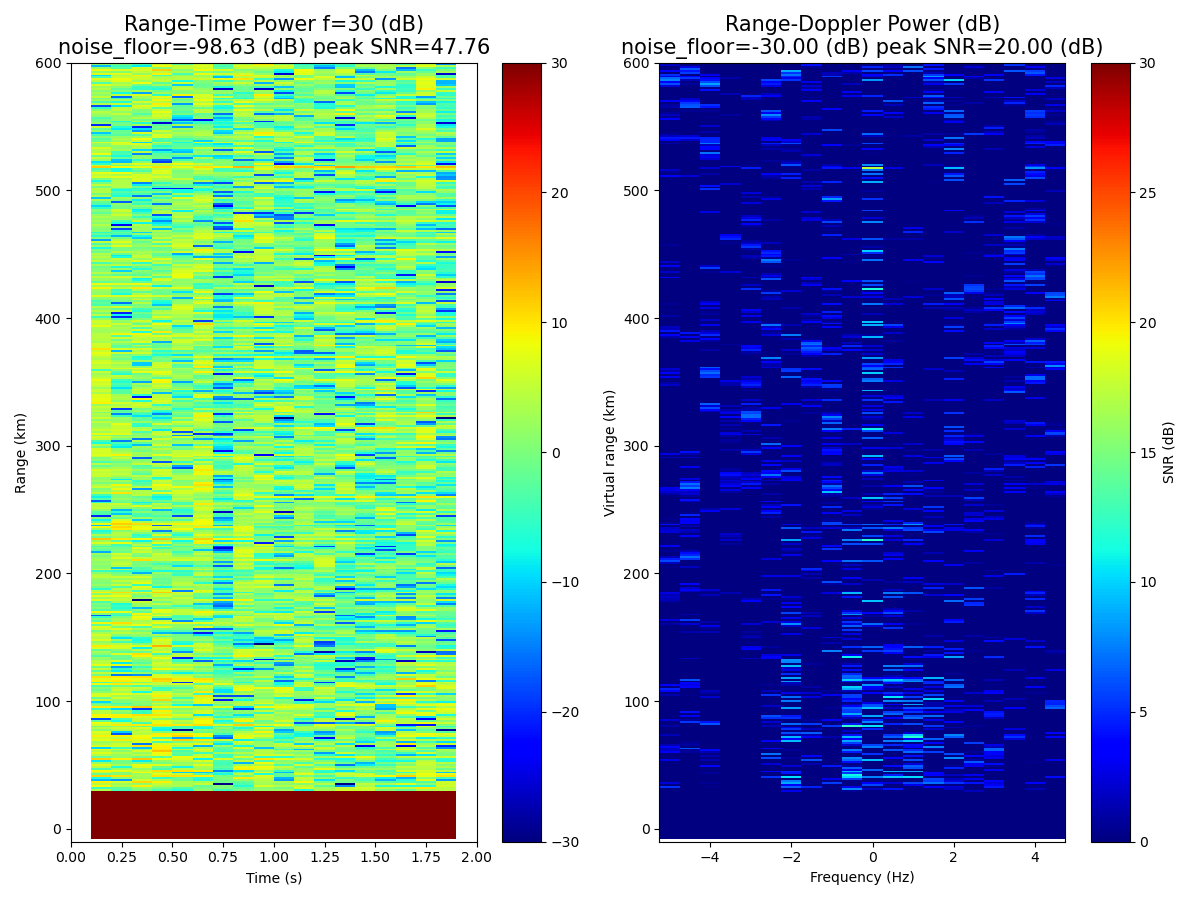 Range-Time Power f=30 (dB)
noise_floor=-98.63 (dB) peak SNR=47.76
600
500
400
300
200
100
0
Range (km)
0.00 0.25 0.50 0.75 1.00 1.25 1.50 1.75 2.00
Time (s)
30
20
10
0
−10
−20
−30
Range-Doppler Power (dB)
noise_floor=-30.00 (dB) peak SNR=20.00 (dB)
600
500
400
300
200
100
0
Virtual range (km)
−4 −2 0 2 4
Frequency (Hz)
30
25
20
15
10
5
0
SNR (dB)